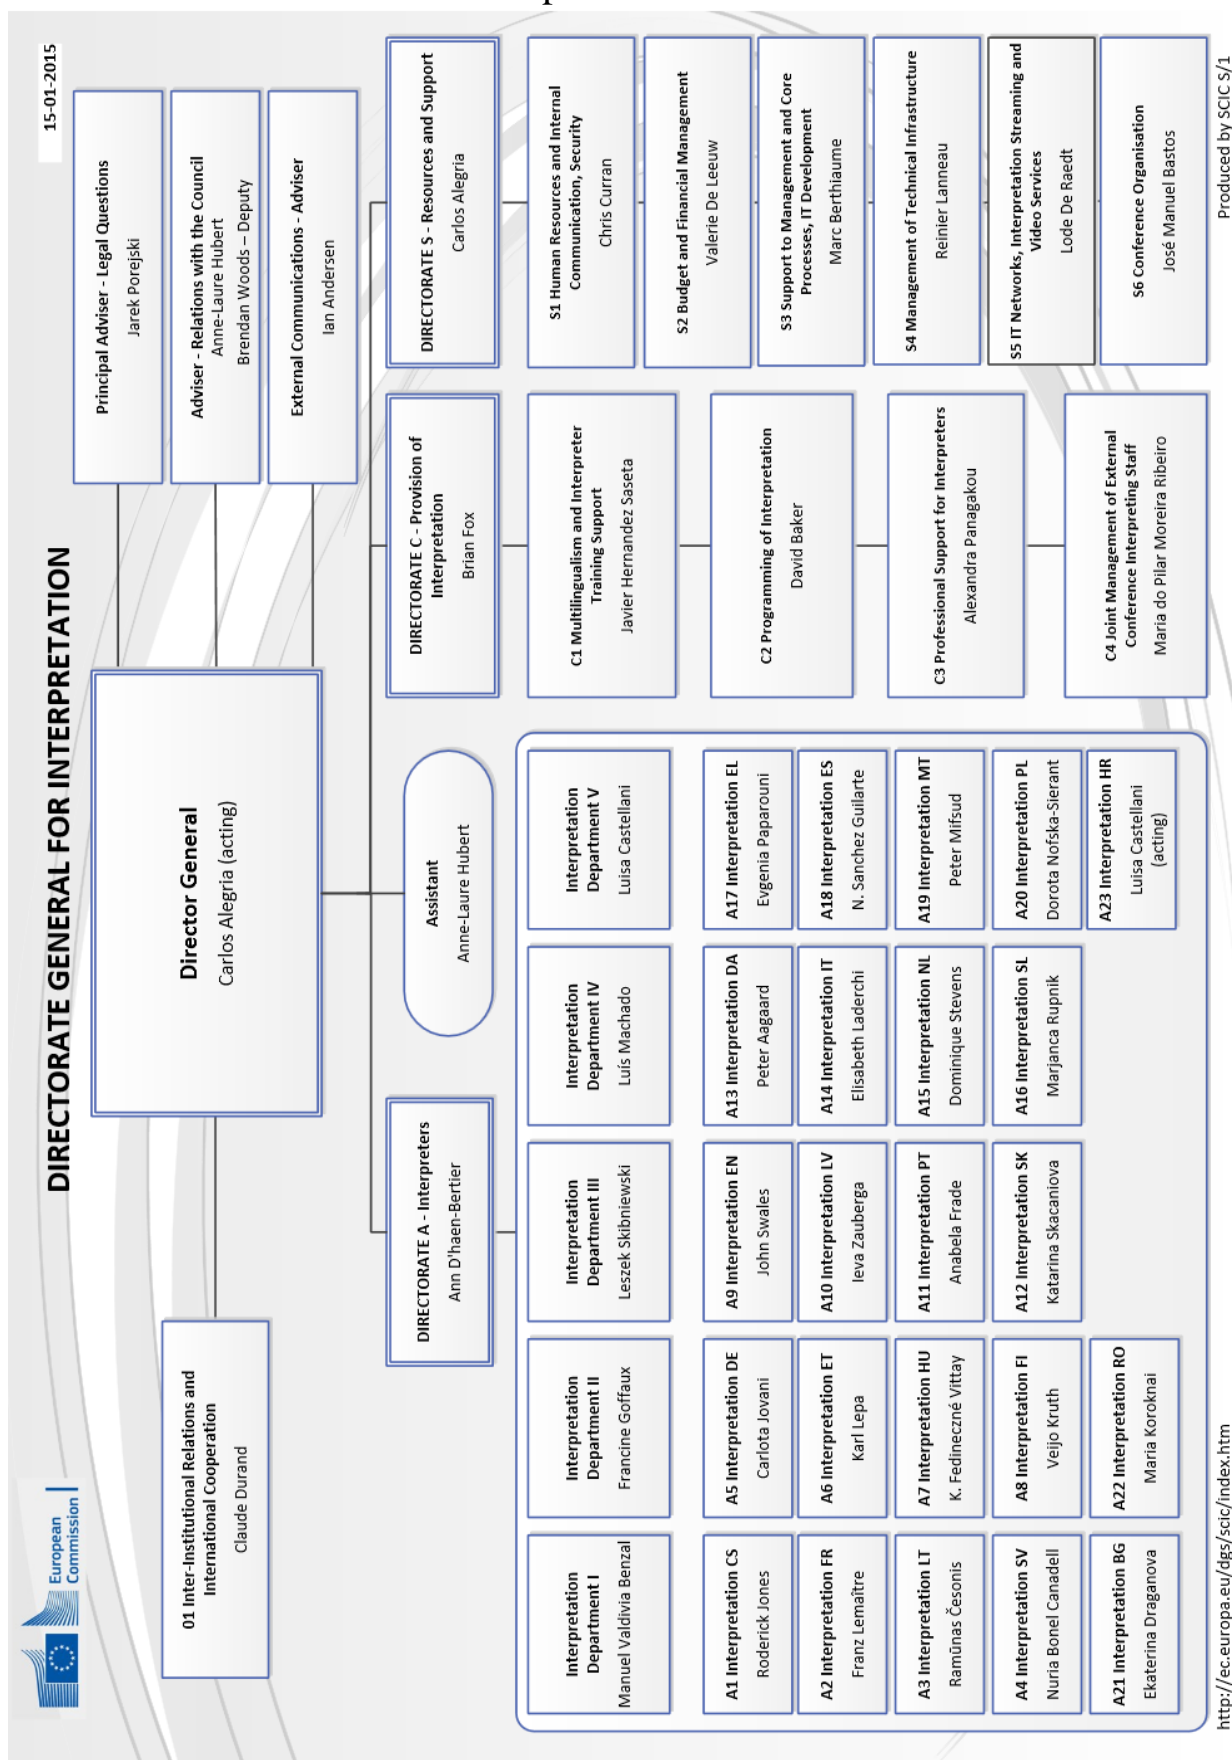 European
Commission
DIRECTORATE GENERAL FOR INTERPRETATION
15-01-2015
01 Inter-Institutional Relations and
International Cooperation
Claude Durand
Director General
Carlos Alegria (acting)
Principal Adviser - Legal Questions
Jarek Porejski
Adviser - Relations with the Council
Anne-Laure Hubert
Brendan Woods – Deputy
External Communications - Adviser
Ian Andersen
Assistant
Anne-Laure Hubert
DIRECTORATE A - Interpreters
Ann D'haen-Bertier
DIRECTORATE C - Provision of
Interpretation
Brian Fox
DIRECTORATE S - Resources and Support
Carlos Alegria
Interpretation
Department I
Manuel Valdivia Benzal
A1 Interpretation CS
Roderick Jones
A2 Interpretation FR
Franz Lemaître
A3 Interpretation LT
Ramūnas Česonis
A4 Interpretation SV
Nuria Bonel Canadell
A21 Interpretation BG
Ekaterina Draganova
Interpretation
Department II
Francine Goffaux
A5 Interpretation DE
Carlota Jovani
A6 Interpretation ET
Karl Lepa
A7 Interpretation HU
K. Fedineczné Vittay
A8 Interpretation FI
Veijo Kruth
A22 Interpretation RO
Maria Koroknai
Interpretation
Department III
Leszek Skibniewski
A9 Interpretation EN
John Swales
A10 Interpretation LV
Ieva Zauberga
A11 Interpretation PT
Anabela Frade
A12 Interpretation SK
Katarina Skacaniova
Interpretation
Department IV
Luís Machado
A13 Interpretation DA
Peter Aagaard
A14 Interpretation IT
Elisabeth Laderchi
A15 Interpretation NL
Dominique Stevens
A16 Interpretation SL
Marjanca Rupnik
Interpretation
Department V
Luisa Castellani
A17 Interpretation EL
Evgenia Paparouni
A18 Interpretation ES
N. Sanchez Guilarte
A19 Interpretation MT
Peter Mifsud
A20 Interpretation PL
Dorota Nofska-Sierant
A23 Interpretation HR
Luisa Castellani
(acting)
C1 Multilingualism and Interpreter
Training Support
Javier Hernandez Saseta
C2 Programming of Interpretation
David Baker
C3 Professional Support for Interpreters
Alexandra Panagakou
C4 Joint Management of External
Conference Interpreting Staff
Maria do Pilar Moreira Ribeiro
S1 Human Resources and Internal
Communication, Security
Chris Curran
S2 Budget and Financial Management
Valerie De Leeuw
S3 Support to Management and Core
Processes, IT Development
Marc Berthiaume
S4 Management of Technical Infrastructure
Reinier Lanneau
S5 IT Networks, Interpretation Streaming and
Video Services
Lode De Raedt
S6 Conference Organisation
José Manuel Bastos
http://ec.europa.eu/dgs/scic/index.htm
Produced by SCIC S/1